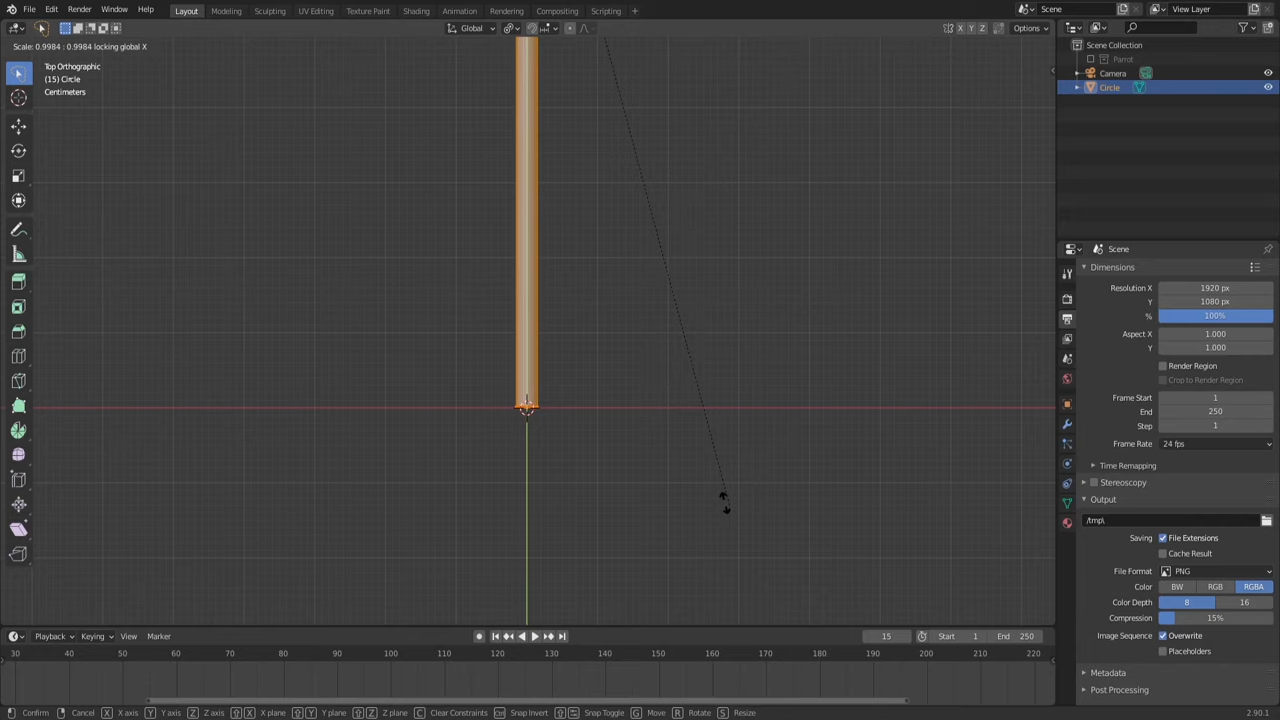 File Edit Render Window Help Layout Modeling Sculpting UV Editing Texture Paint Shading Animation Rendering Compositing Scripting + Scene View Layer
Global X Y Z Options
Scale: 0.9984 : 0.9984 locking global X
Top Orthographic
(15) Circle
Centimeters
Scene Collection
Parrot
Camera
Circle
Scene
Dimensions
Resolution X 1920 px
Y 1080 px
% 100%
Aspect X 1.000
Y 1.000
Render Region
Crop to Render Region
Frame Start 1
End 250
Step 1
Frame Rate 24 fps
Time Remapping
Stereoscopy
Output
/tmp\
Saving File Extensions
Cache Result
File Format PNG
Color BW RGB RGBA
Color Depth 8 16
Compression 15%
Image Sequence Overwrite
Placeholders
Metadata
Post Processing
Playback Keying View Marker 15 Start 1 End 250
30 40 50 60 70 80 90 100 110 120 130 140 150 160 170 180 190 200 210 220
Confirm Cancel X X axis Y Y axis Z Z axis X X plane Y Y plane Z Z plane C Clear Constraints Ctrl Snap Invert Snap Toggle G Move R Rotate S Resize 2.90.1